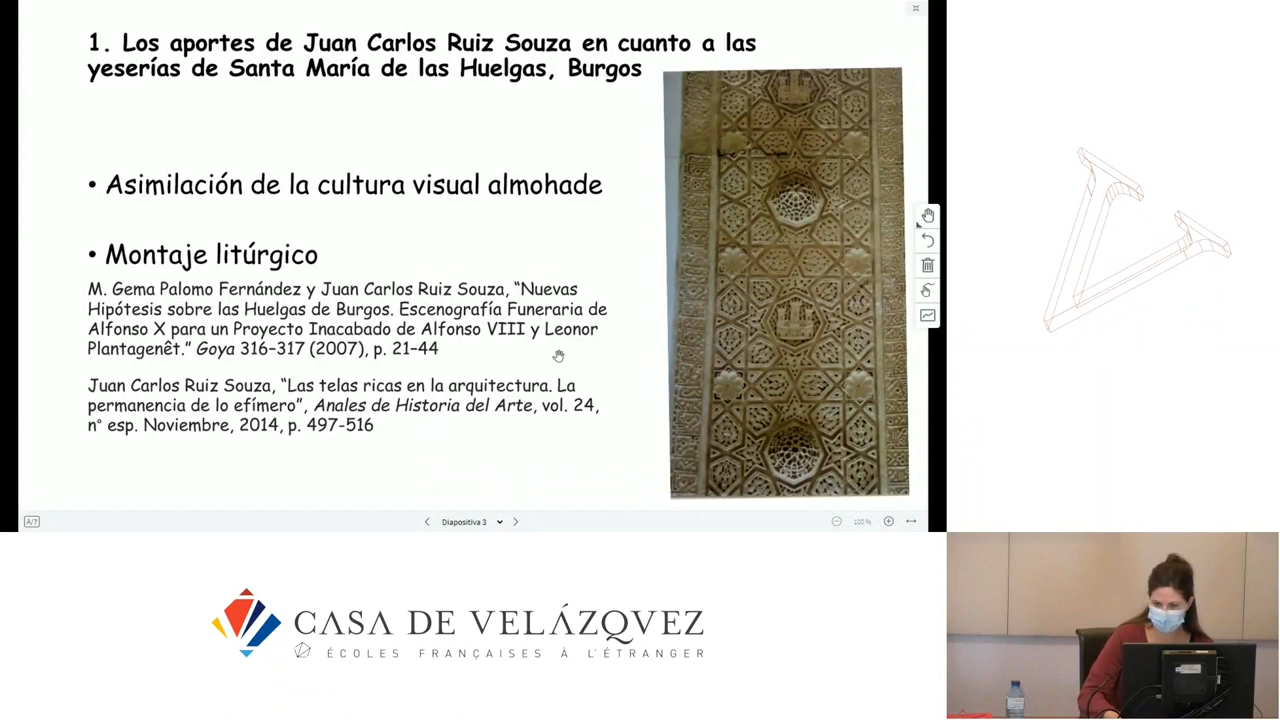 1. Los aportes de Juan Carlos Ruiz Souza en cuanto a las
yeserías de Santa María de las Huelgas, Burgos
• Asimilación de la cultura visual almohade
• Montaje litúrgico
M. Gema Palomo Fernández y Juan Carlos Ruiz Souza, “Nuevas
Hipótesis sobre las Huelgas de Burgos. Escenografía Funeraria de
Alfonso X para un Proyecto Inacabado de Alfonso VIII y Leonor
Plantagenêt.” Goya 316–317 (2007), p. 21–44
Juan Carlos Ruiz Souza, “Las telas ricas en la arquitectura. La
permanencia de lo efímero”, Anales de Historia del Arte, vol. 24,
n° esp. Noviembre, 2014, p. 497-516
Diapositiva 3
100 %
CASA DE VELÁZQVEZ
ÉCOLES FRANÇAISES À L'ÉTRANGER